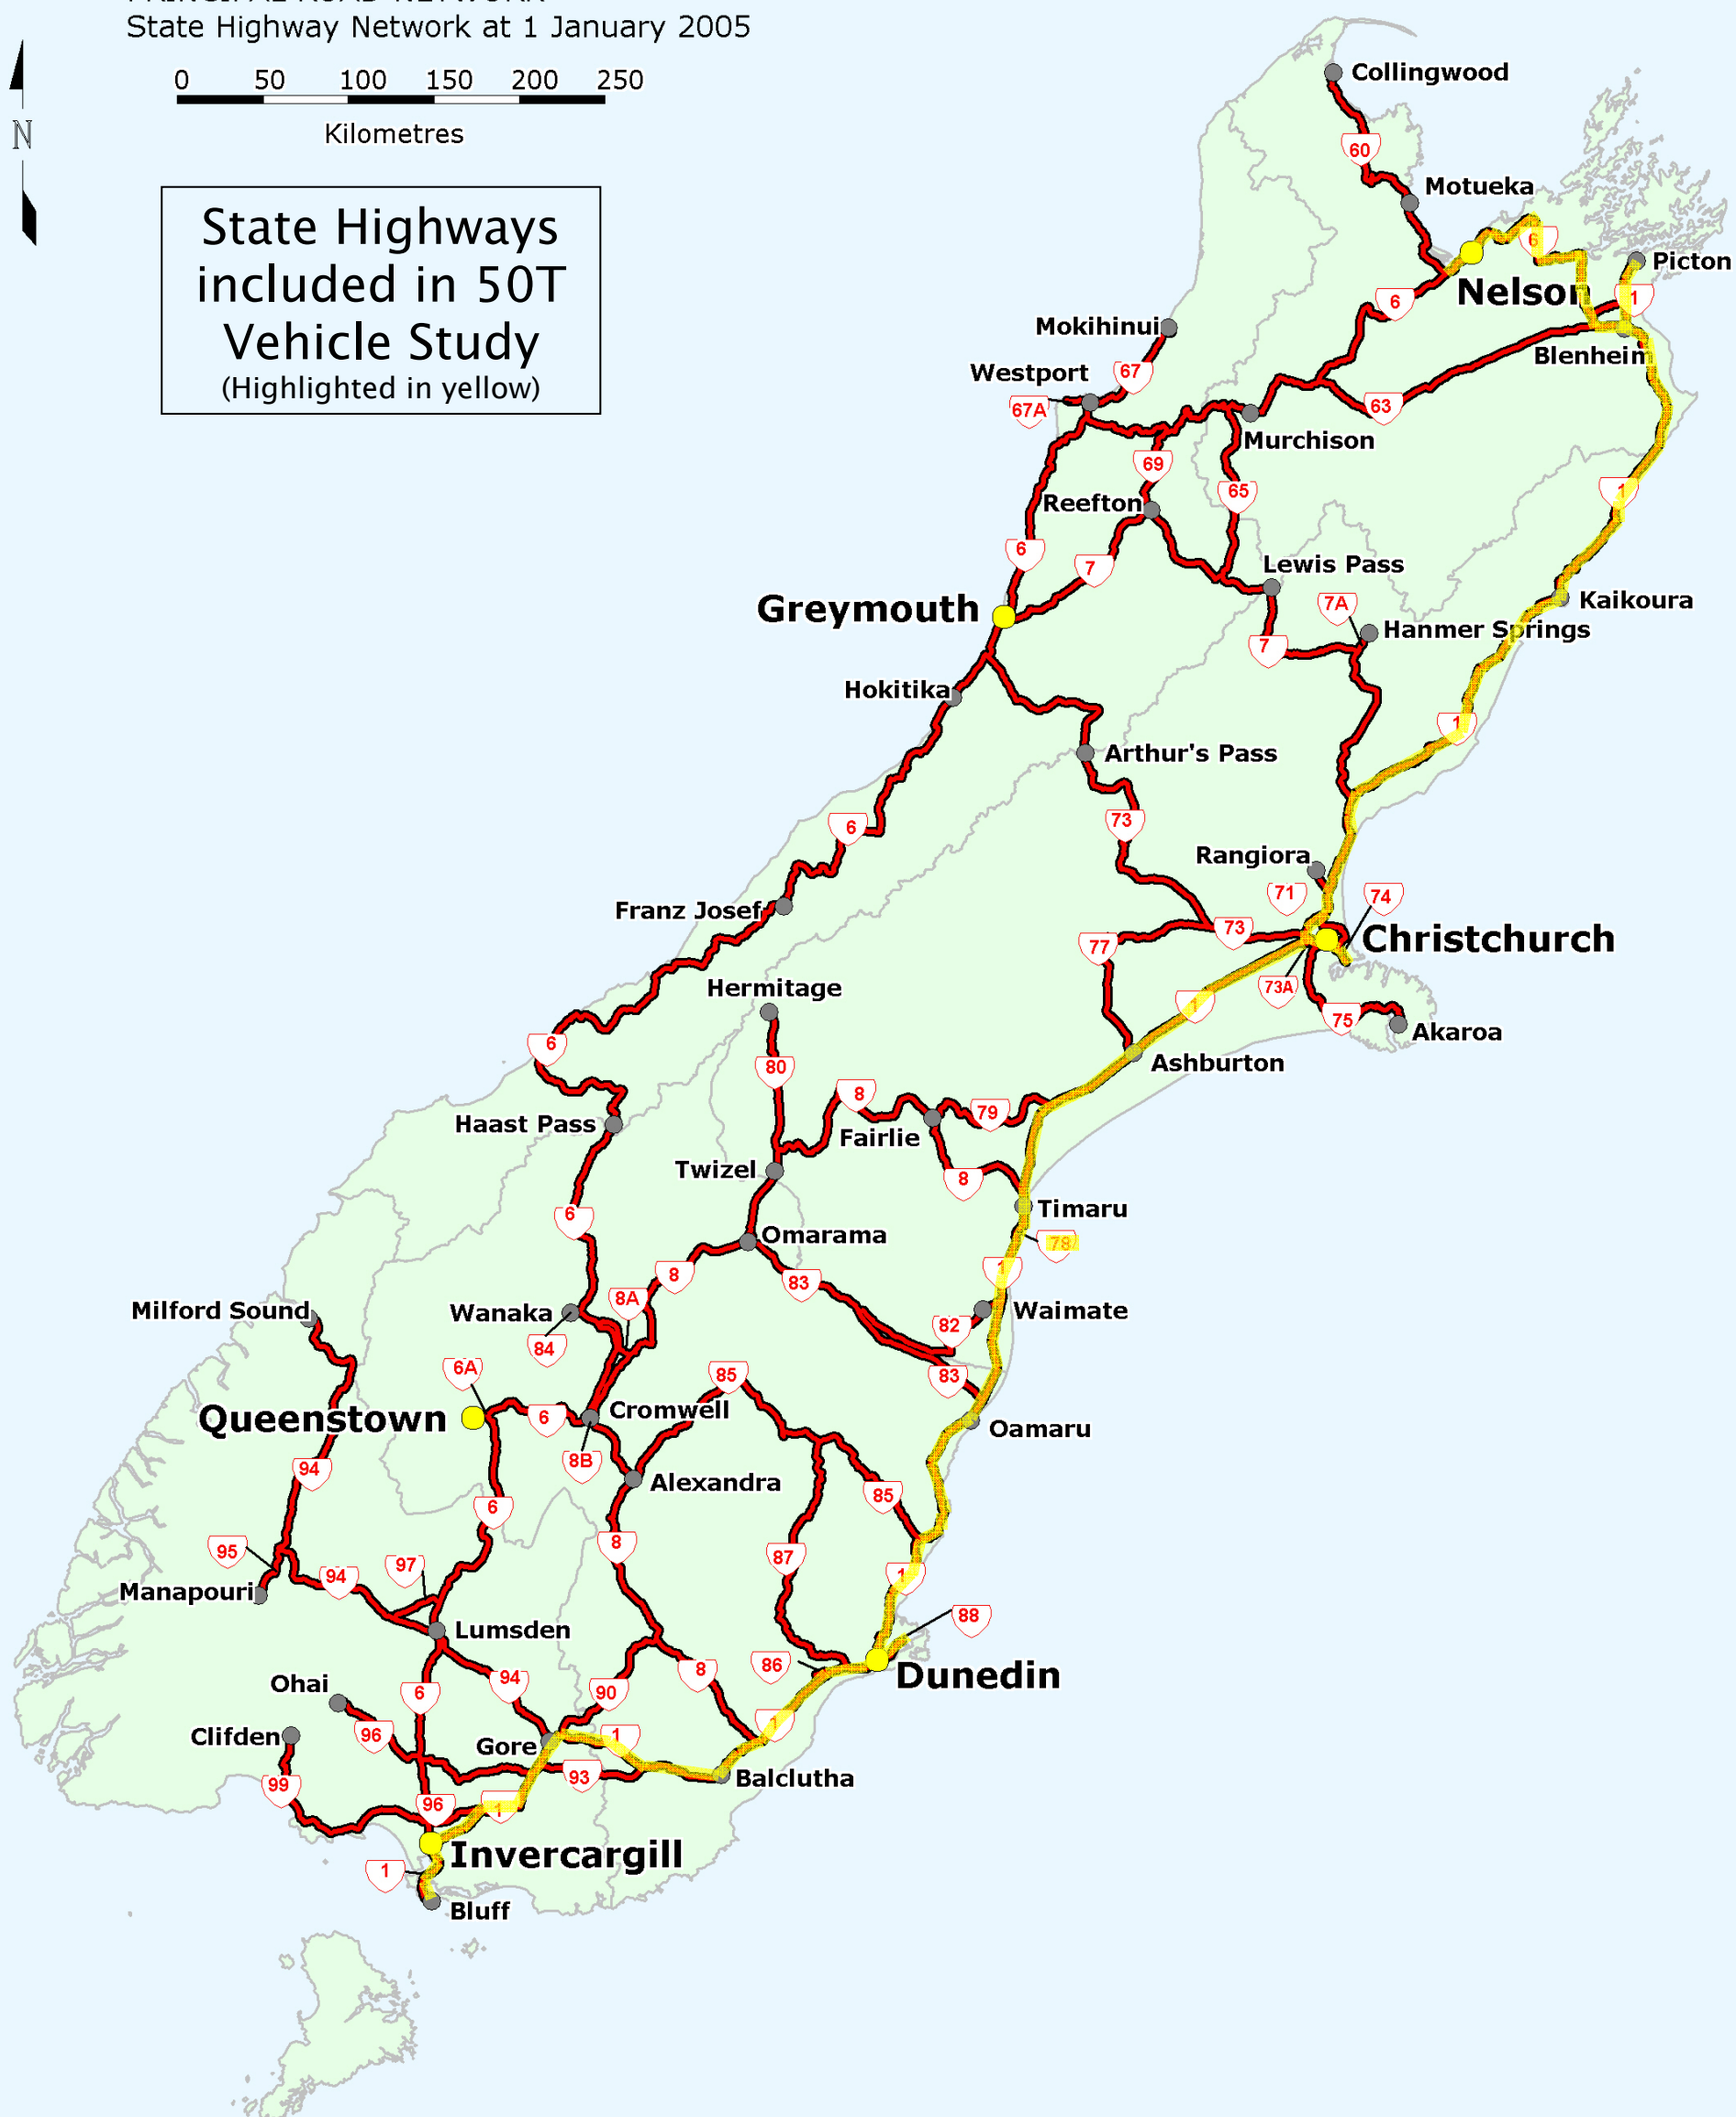 PRINCIPAL ROAD NETWORK
State Highway Network at 1 January 2005
0 50 100 150 200 250
Kilometres
N
State Highways
included in 50T
Vehicle Study
(Highlighted in yellow)
Collingwood
60
Motueka
6
Picton
Nelson
1
6
Mokihinui
Blenheim
Westport
67
67A
63
Murchison
69
65
1
Reefton
6
7
Lewis Pass
Greymouth
7A
Kaikoura
Hanmer Springs
7
Hokitika
1
Arthur's Pass
73
6
Rangiora
71
74
Franz Josef
73
Christchurch
77
Hermitage
73A
1
75
Akaroa
6
Ashburton
80
8
79
Haast Pass
Fairlie
Twizel
8
Timaru
6
Omarama
78
1
8
83
8A
Milford Sound
Wanaka
Waimate
82
84
6A
85
83
Queenstown
6
Cromwell
Oamaru
8B
94
Alexandra
85
6
8
95
87
97
94
1
Manapouri
88
Lumsden
86
Dunedin
8
94
Ohai
90
6
1
96
Clifden
1
Gore
93
Balclutha
99
96
1
Invercargill
1
Bluff